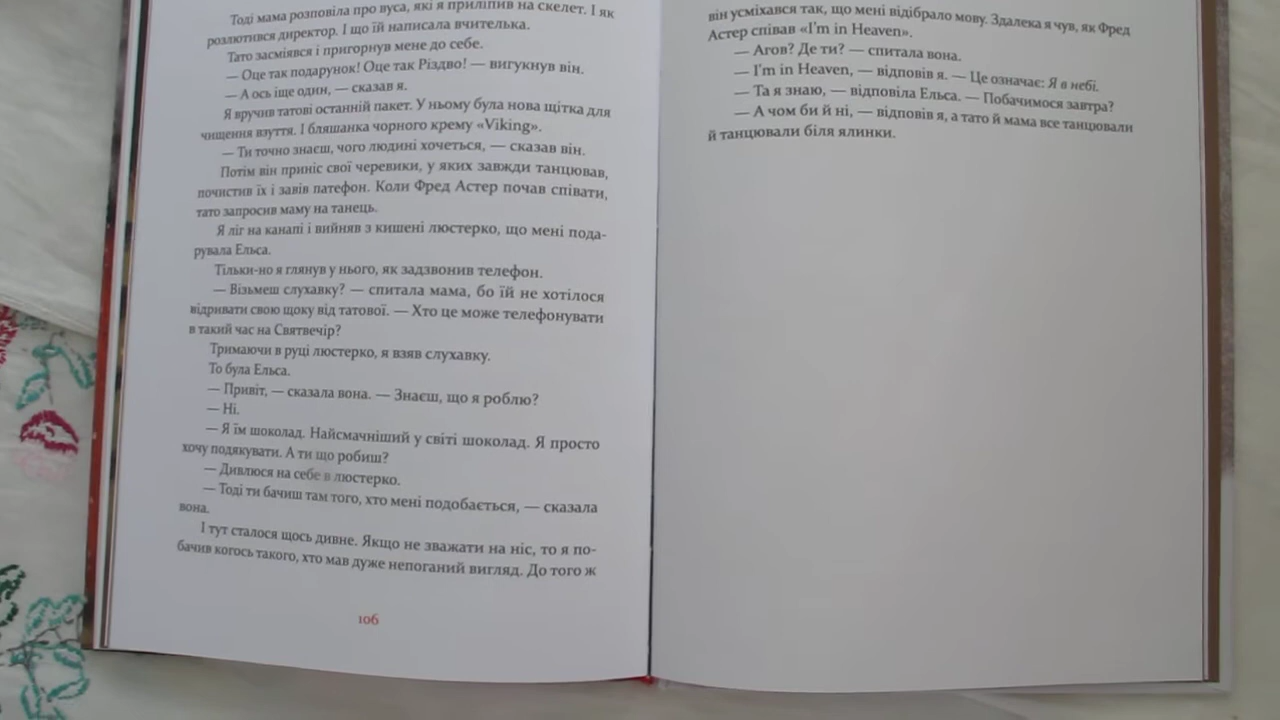 Тоді мама розповіла про вуса, які я приліпив на скелет. І як
розлютився директор. І що їй написала вчителька.
Тато засміявся і пригорнув мене до себе.
— Оце так подарунок! Оце так Різдво! — вигукнув він.
— А ось іще один, — сказав я.
Я вручив татові останній пакет. У ньому була нова щітка для
чищення взуття. І бляшанка чорного крему «Viking».
— Ти точно знаєш, чого людині хочеться, — сказав він.
Потім він приніс свої черевики, у яких завжди танцював,
почистив їх і завів патефон. Коли Фред Астер почав співати,
тато запросив маму на танець.
Я ліг на канапі і вийняв з кишені люстерко, що мені пода-
рувала Ельса.
Тільки-но я глянув у нього, як задзвонив телефон.
— Візьмеш слухавку? — спитала мама, бо їй не хотілося
відривати свою щоку від татової. — Хто це може телефонувати
в такий час на Святвечір?
Тримаючи в руці люстерко, я взяв слухавку.
То була Ельса.
— Привіт, — сказала вона. — Знаєш, що я роблю?
— Ні.
— Я їм шоколад. Найсмачніший у світі шоколад. Я просто
хочу подякувати. А ти що робиш?
— Дивлюся на себе в люстерко.
— Тоді ти бачиш там того, хто мені подобається, — сказала
вона.
І тут сталося щось дивне. Якщо не зважати на ніс, то я по-
бачив когось такого, хто мав дуже непоганий вигляд. До того ж
106
він усміхався так, що мені відібрало мову. Здалека я чув, як Фред
Астер співав «I'm in Heaven».
— Агов? Де ти? — спитала вона.
— I'm in Heaven, — відповів я. — Це означає: Я в небі.
— Та я знаю, — відповіла Ельса. — Побачимося завтра?
— А чом би й ні, — відповів я, а тато й мама все танцювали
й танцювали біля ялинки.